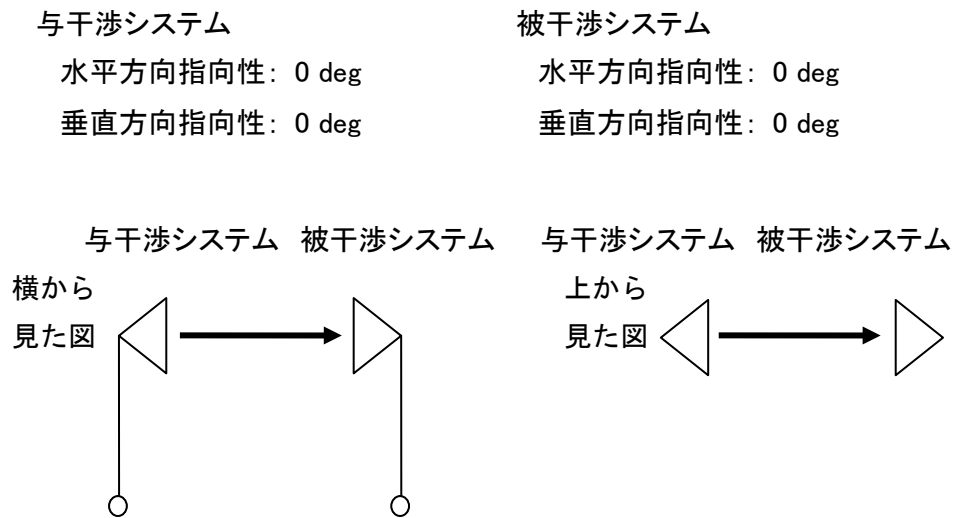 与干渉システム 被干渉システム
水平方向指向性: 0 deg 水平方向指向性: 0 deg
垂直方向指向性: 0 deg 垂直方向指向性: 0 deg
与干渉システム 被干渉システム 与干渉システム 被干渉システム
横から 上から
見た図 見た図